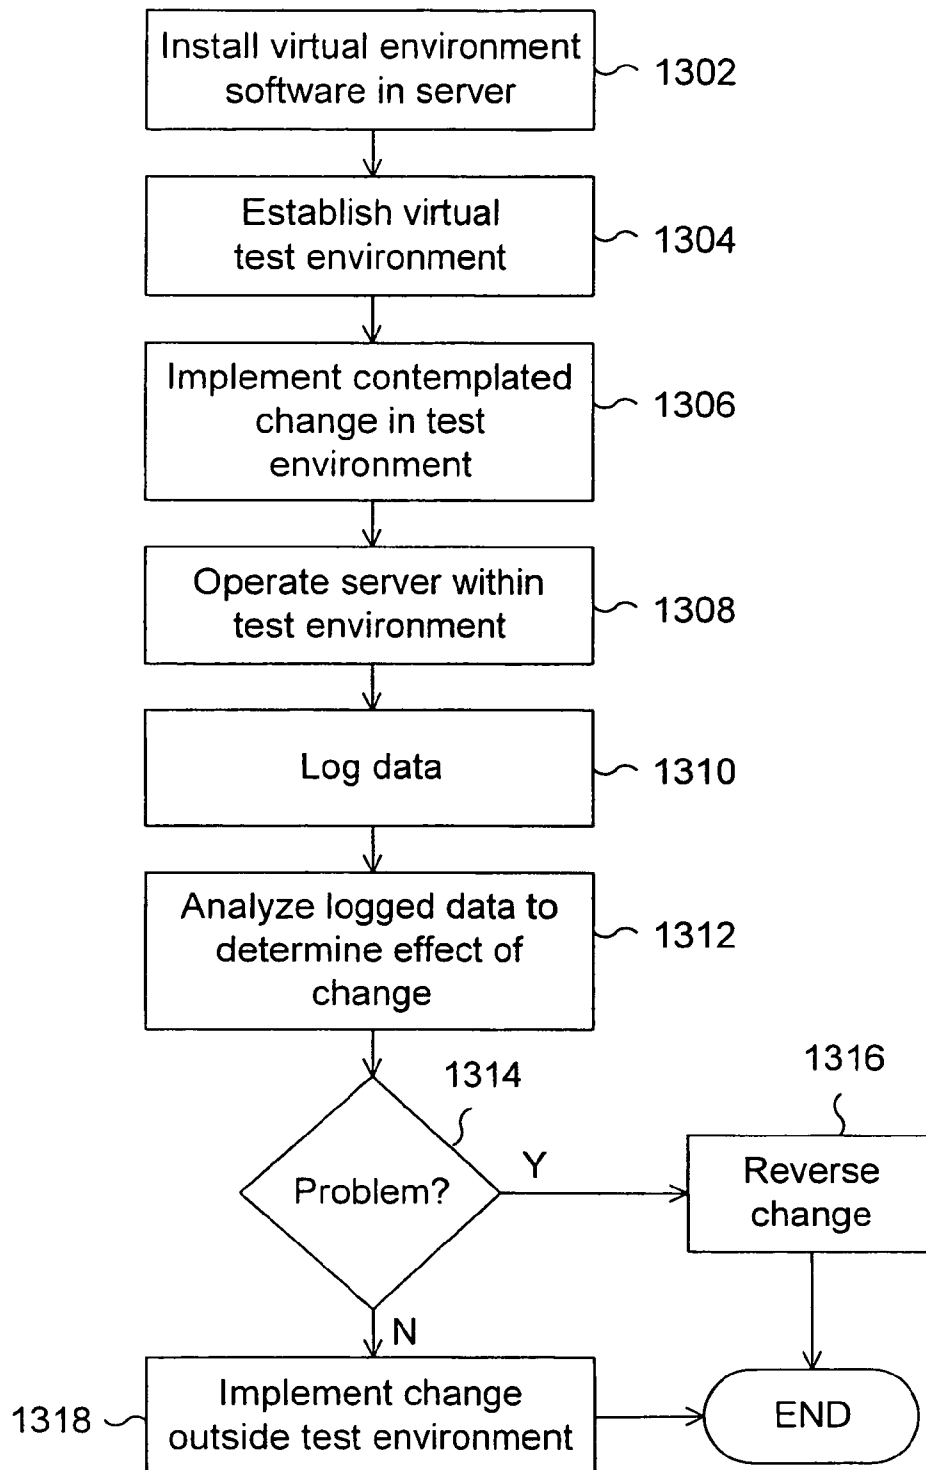 Install virtual environment
software in server
1302
Establish virtual
test environment
1304
Implement contemplated
change in test
environment
1306
Operate server within
test environment
1308
Log data
1310
Analyze logged data to
determine effect of
change
1312
1314
Problem?
Y
1316
Reverse
change
N
1318
Implement change
outside test environment
END